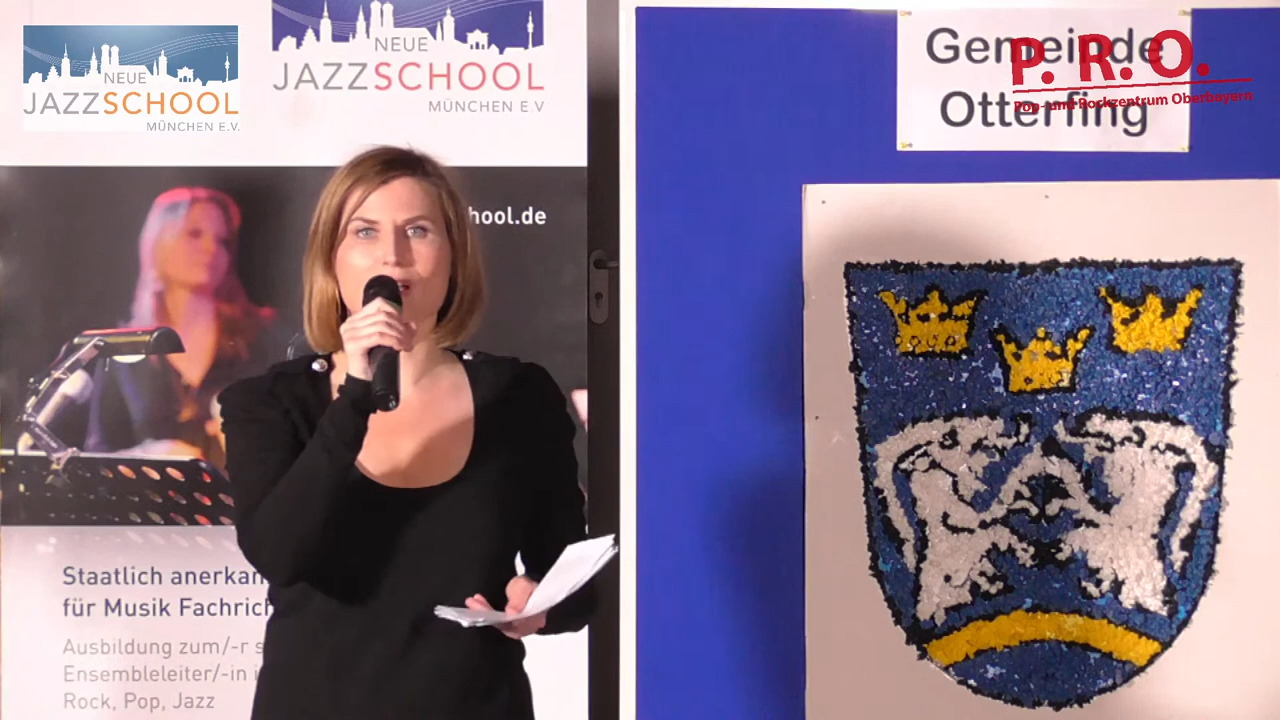 NEUE
JAZZSCHOOL
MÜNCHEN E.V.
NEUE
JAZZSCHOOL
MÜNCHEN E V
hool.de
Staatlich anerkan
für Musik Fachrich
Ausbildung zum/-r s
Ensembleleiter/-in i
Rock, Pop, Jazz
Gemeinde
Otterfing
P. R. O.
Pop- und Rockzentrum Oberbayern